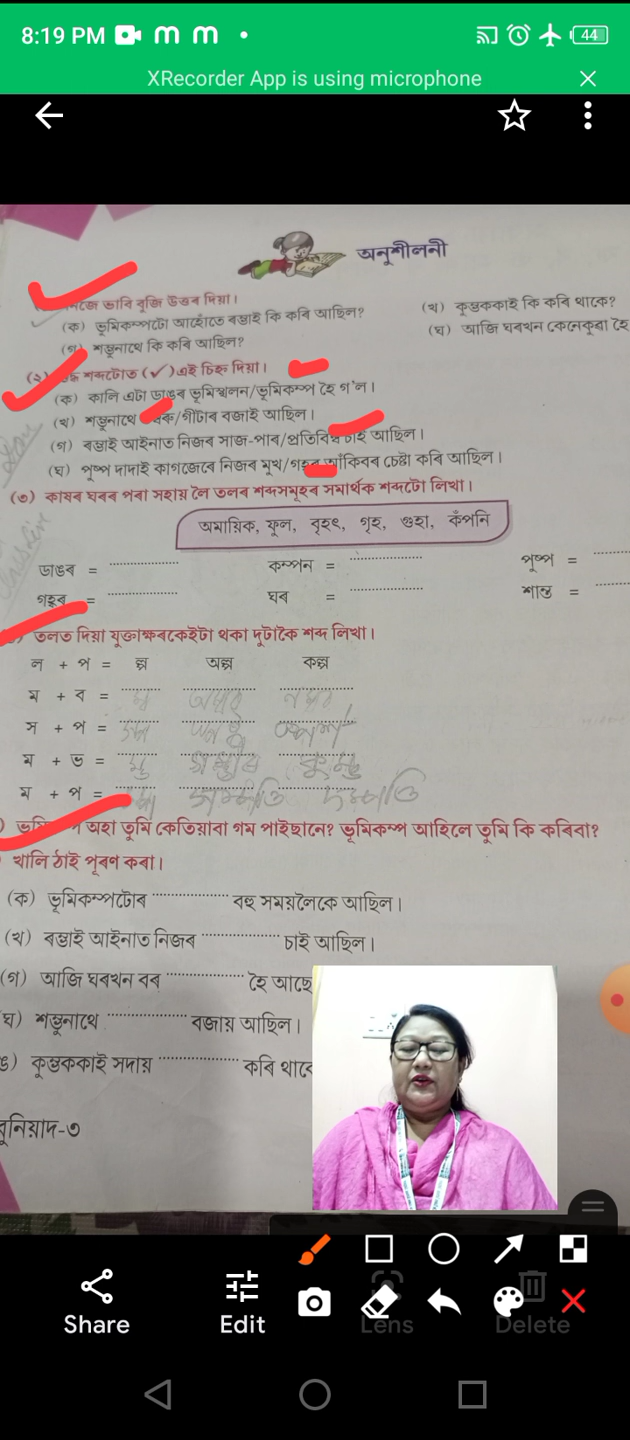 8:19 PM
44
XRecorder App is using microphone
অনুশীলনী
ভাবি বুজি উত্তৰ দিয়া।
(ক) ভূমিকম্পটো আহোঁতে ৰম্ভাই কি কৰি আছিল?
(খ) কুম্ভককাই কি কৰি থাকে?
(গ) শম্ভুনাথে কি কৰি আছিল?
(ঘ) আজি ঘৰখন কেনেকুৱা হৈ
(২) শব্দটোত (✓) এই চিহ্ন দিয়া।
(ক) কালি এটা ডাঙৰ ভূমিস্খলন/ভূমিকম্প হৈ গ'ল।
(খ) শম্ভুনাথে /গীটাৰ বজাই আছিল।
(গ) ৰম্ভাই আইনাত নিজৰ সাজ-পাৰ/প্ৰতিবিম্ব চাই আছিল।
(ঘ) পুষ্প দাদাই কাগজেৰে নিজৰ মুখ/গহ্বৰ আঁকিবৰ চেষ্টা কৰি আছিল।
(৩) কাষৰ ঘৰৰ পৰা সহায় লৈ তলৰ শব্দসমূহৰ সমাৰ্থক শব্দটো লিখা।
অমায়িক, ফুল, বৃহৎ, গৃহ, গুহা, কঁপনি
ডাঙৰ = কম্পন = পুষ্প =
গহ্বৰ = ঘৰ = শান্ত =
তলত দিয়া যুক্তাক্ষৰকেইটা থকা দুটাকৈ শব্দ লিখা।
ল + প = ল্প অল্প কল্প
ম + ব =
স + প =
ম + ভ = ম্ভ গম্ভীৰ
ম + প = ম্প সম্পত্তি দম্পতি
অহা তুমি কেতিয়াবা গম পাইছানে? ভূমিকম্প আহিলে তুমি কি কৰিবা?
খালি ঠাই পূৰণ কৰা।
(ক) ভূমিকম্পটোৰ বহু সময়লৈকে আছিল।
(খ) ৰম্ভাই আইনাত নিজৰ চাই আছিল।
(গ) আজি ঘৰখন বৰ হৈ আছে
ঘ) শম্ভুনাথে বজায় আছিল।
ঙ) কুম্ভককাই সদায় কৰি থাকে
বুনিয়াদ-৩
Share
Edit
Lens
Delete